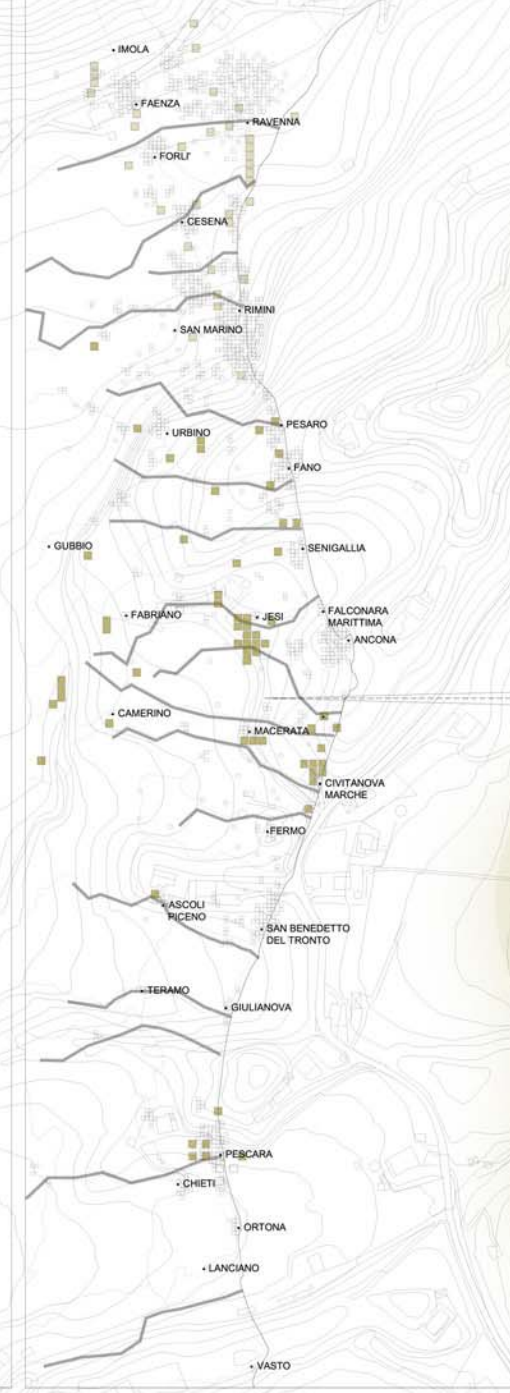 IMOLA
FAENZA
RAVENNA
FORLI'
CESENA
RIMINI
SAN MARINO
PESARO
URBINO
FANO
GUBBIO
SENIGALLIA
FABRIANO
JESI
FALCONARA
MARITTIMA
ANCONA
CAMERINO
MACERATA
CIVITANOVA
MARCHE
FERMO
ASCOLI
PICENO
SAN BENEDETTO
DEL TRONTO
TERAMO
GIULIANOVA
PESCARA
CHIETI
ORTONA
LANCIANO
VASTO